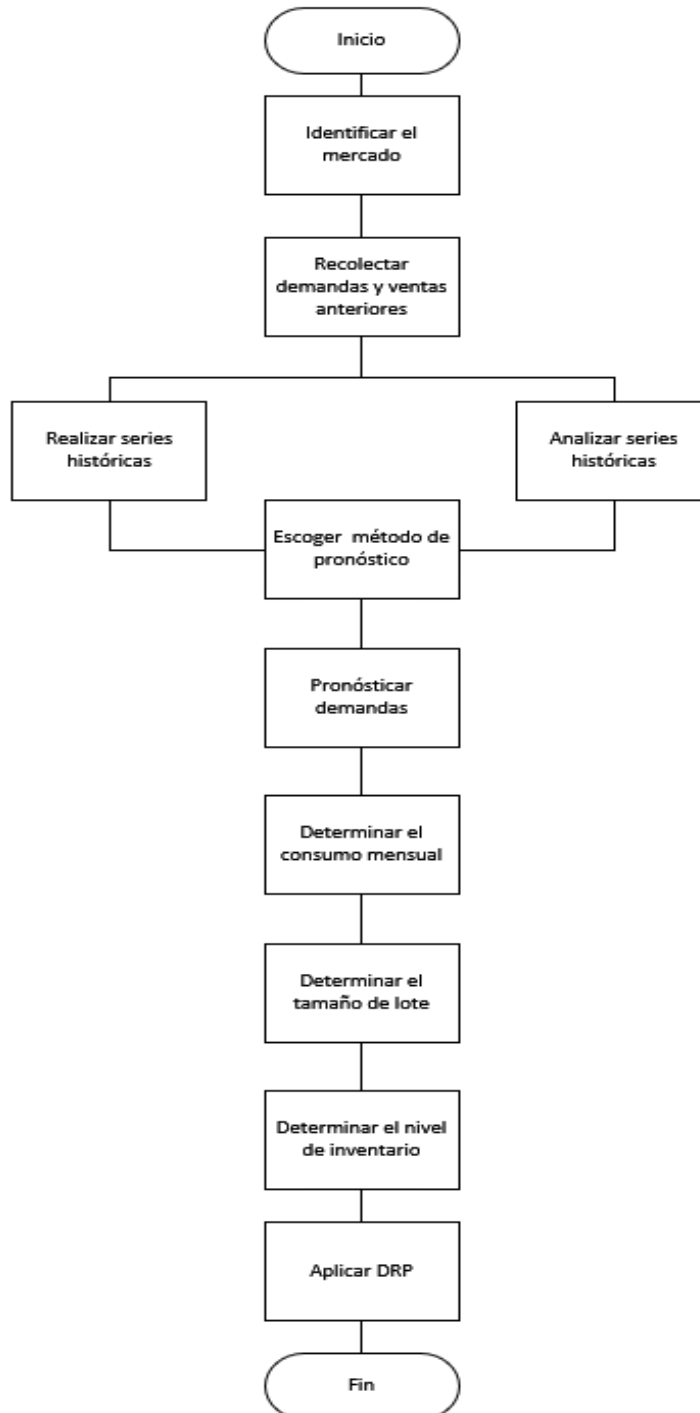 Inicio
Identificar el
mercado
Recolectar
demandas y ventas
anteriores
Realizar series
históricas
Analizar series
históricas
Escoger método de
pronóstico
Pronósticar
demandas
Determinar el
consumo mensual
Determinar el
tamaño de lote
Determinar el nivel
de inventario
Aplicar DRP
Fin